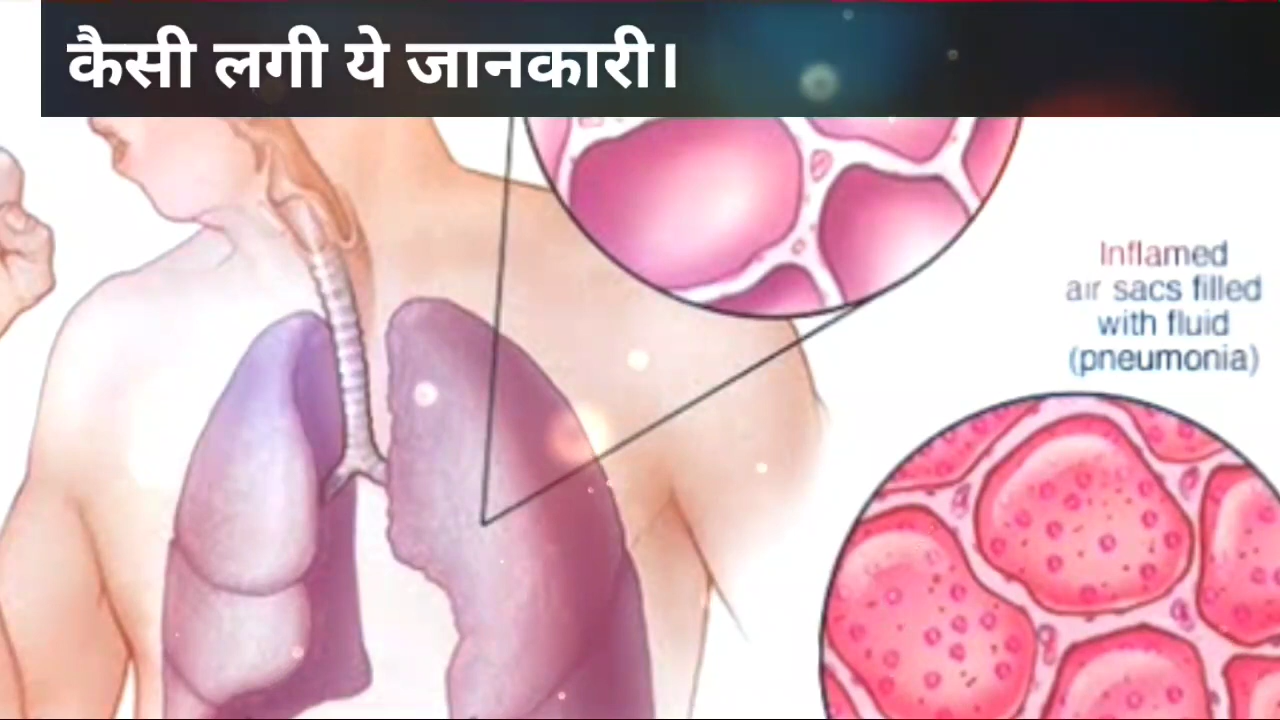 कैसी लगी ये जानकारी।
Inflamed
air sacs filled
with fluid
(pneumonia)